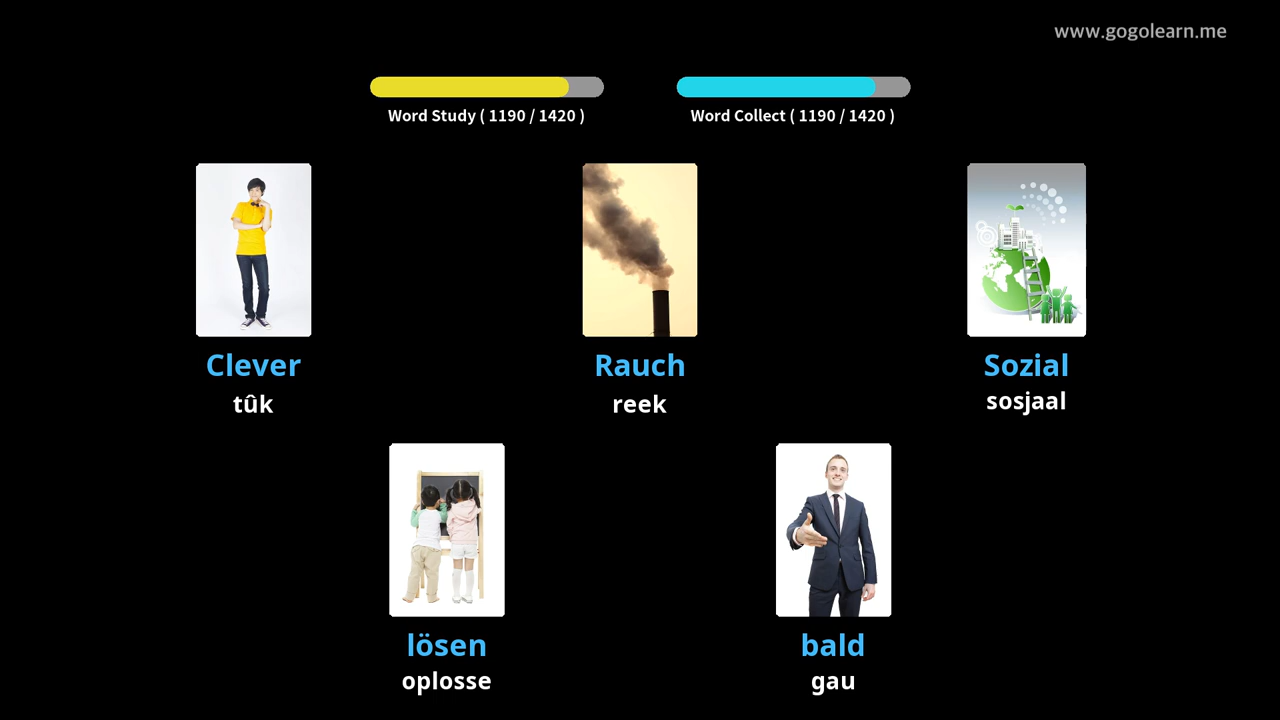 www.gogolearn.me
Word Study ( 1190 / 1420 )
Word Collect ( 1190 / 1420 )
Clever
tûk
Rauch
reek
Sozial
sosjaal
lösen
oplosse
bald
gau